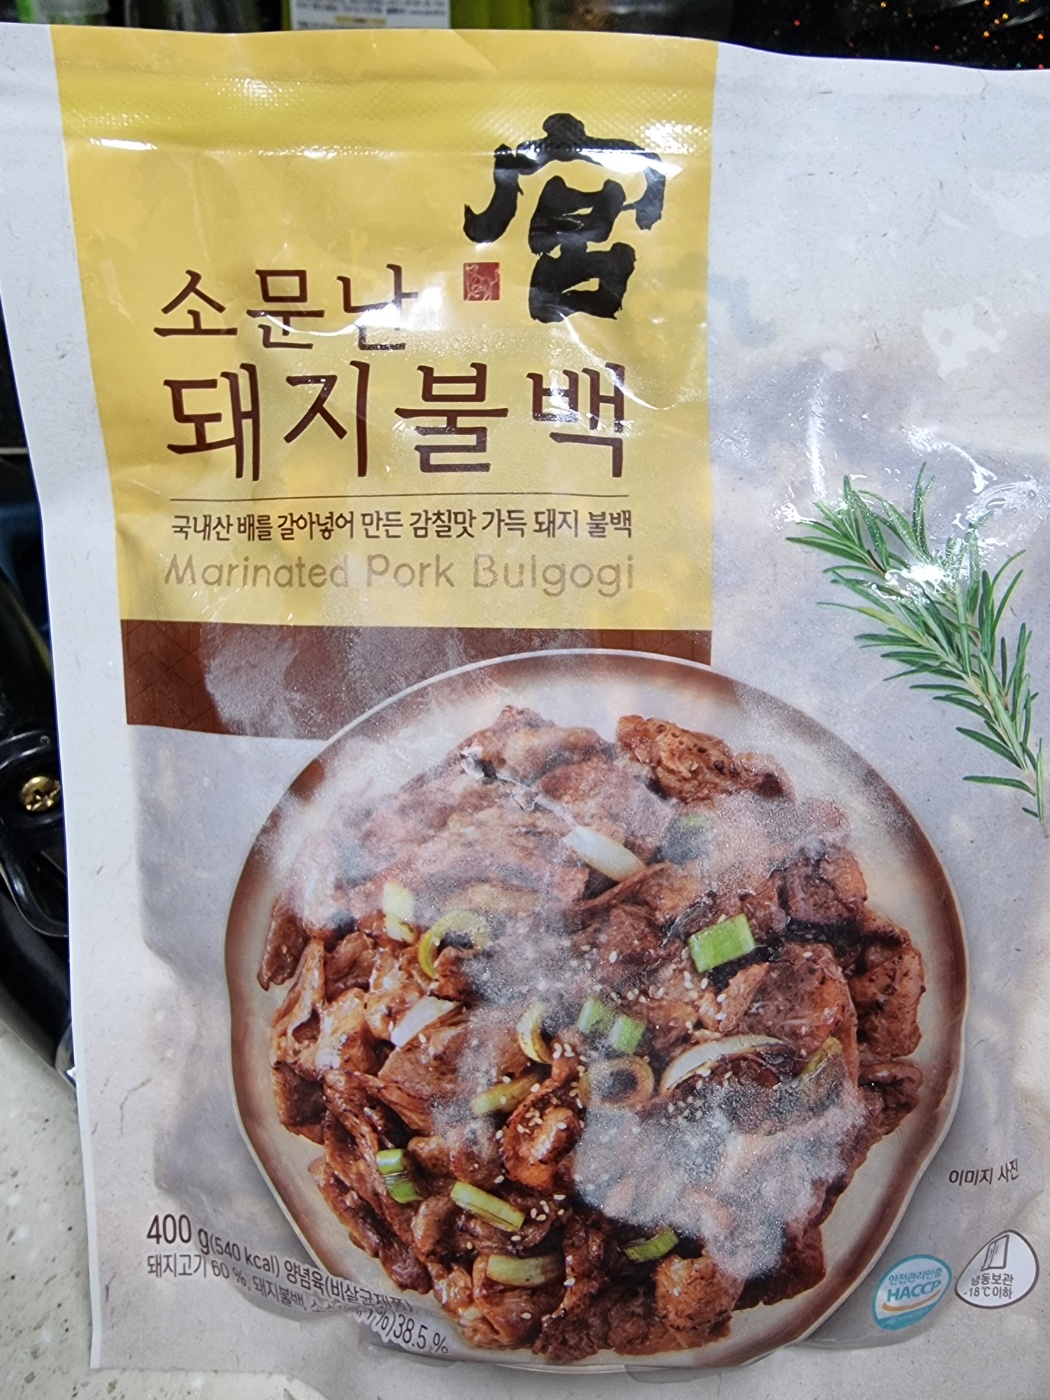 宮
소문난
돼지불백
국내산 배를 갈아넣어 만든 감칠맛 가득 돼지 불백
Marinated Pork Bulgogi
이미지 사진
400 g(540 kcal) 양념육(비살균제품)
돼지고기 60 %, 돼지불백 38.5 %
안전관리인증
HACCP
냉동보관
-18℃이하